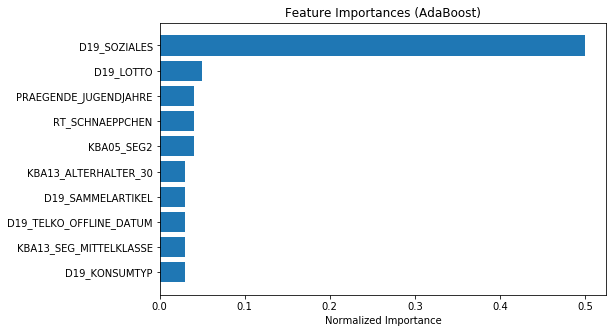 Feature Importances (AdaBoost)
D19_SOZIALES
D19_LOTTO
PRAEGENDE_JUGENDJAHRE
RT_SCHNAEPPCHEN
KBA05_SEG2
KBA13_ALTERHALTER_30
D19_SAMMELARTIKEL
D19_TELKO_OFFLINE_DATUM
KBA13_SEG_MITTELKLASSE
D19_KONSUMTYP
0.0 0.1 0.2 0.3 0.4 0.5
Normalized Importance